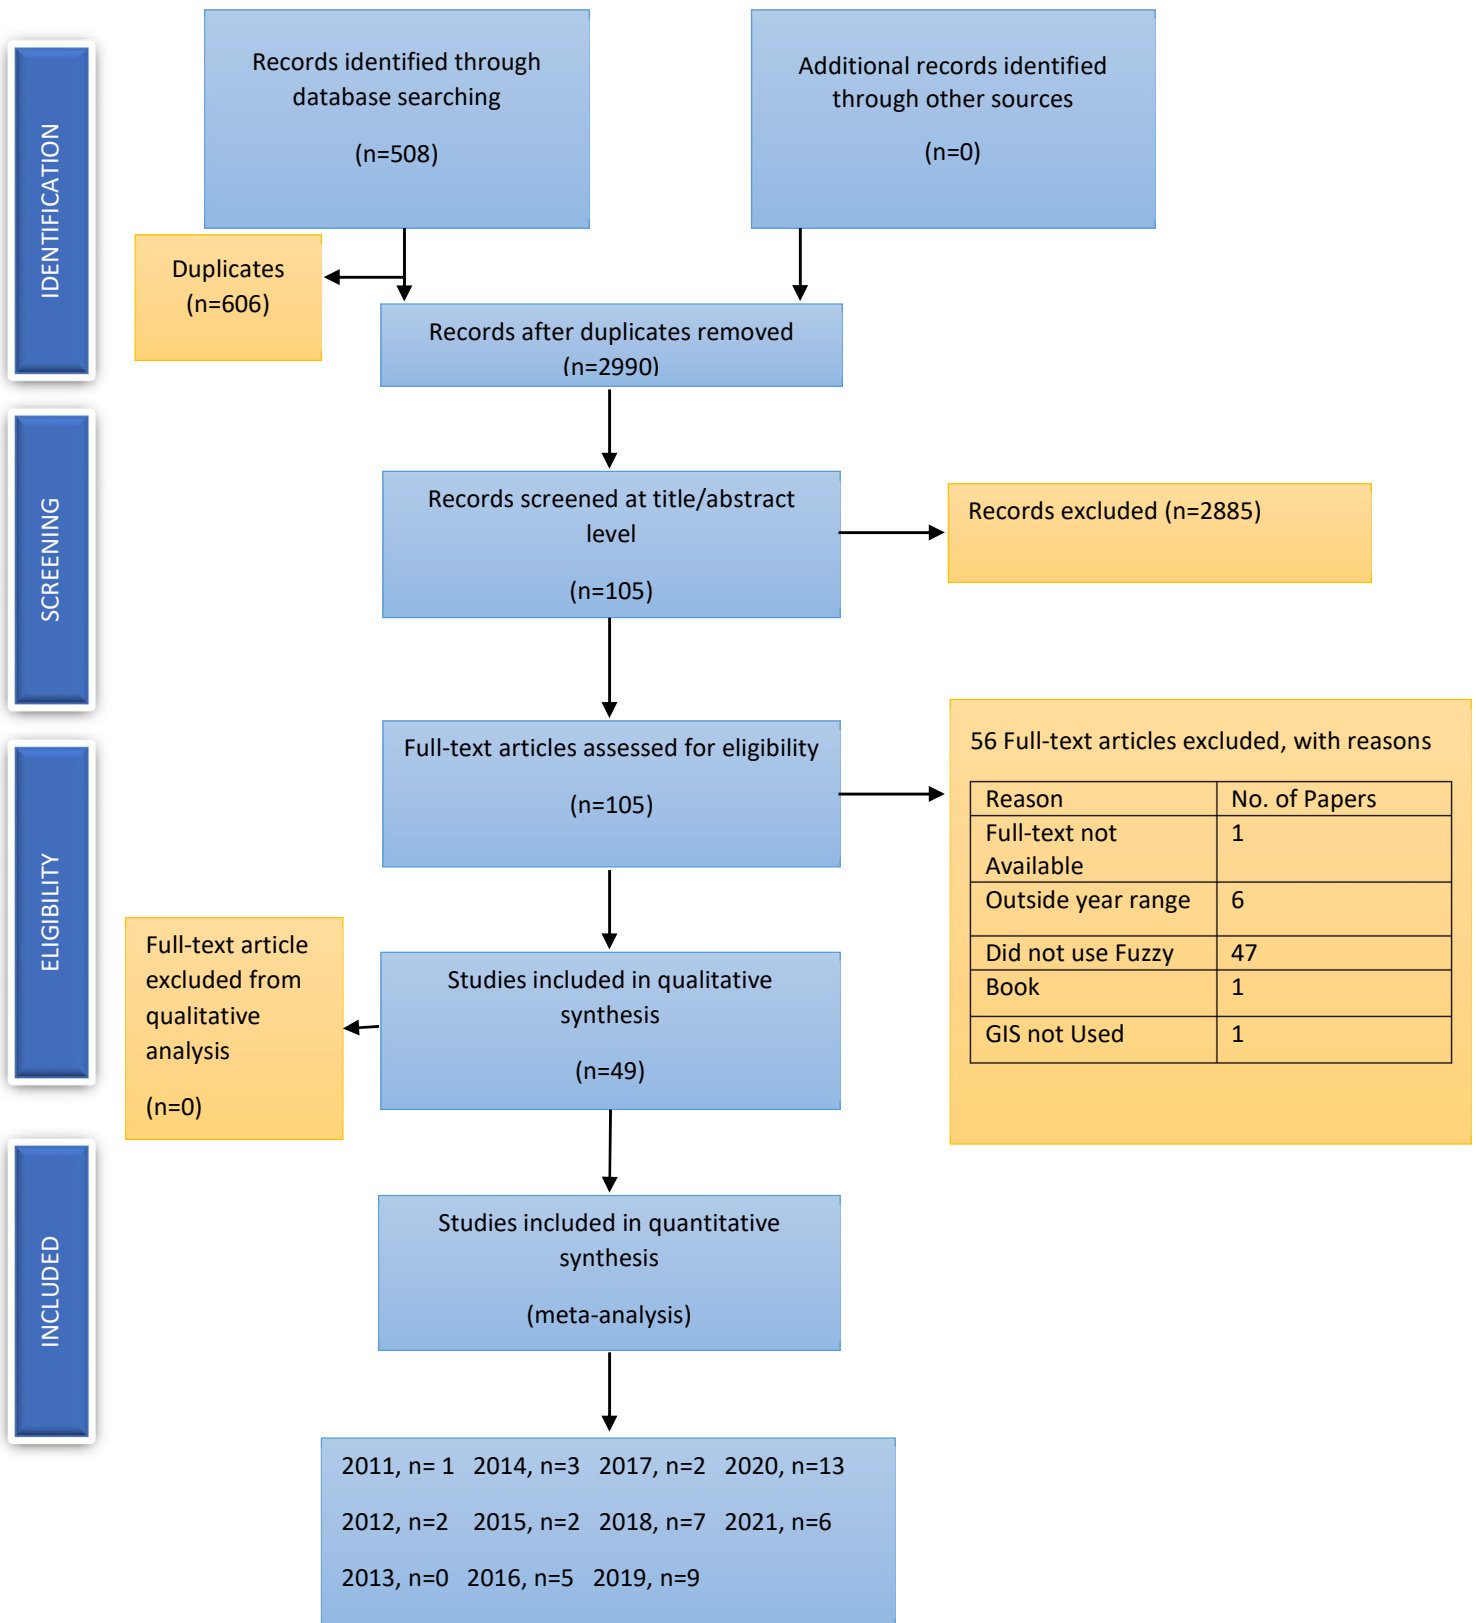 IDENTIFICATION
Records identified through
database searching
(n=508)
Additional records identified
through other sources
(n=0)
Duplicates
(n=606)
Records after duplicates removed
(n=2990)
SCREENING
Records screened at title/abstract
level
(n=105)
Records excluded (n=2885)
ELIGIBILITY
Full-text articles assessed for eligibility
(n=105)
56 Full-text articles excluded, with reasons
Reason No. of Papers
Full-text not 1
Available
Outside year range 6
Did not use Fuzzy 47
Book 1
GIS not Used 1
Full-text article
excluded from
qualitative
analysis
(n=0)
Studies included in qualitative
synthesis
(n=49)
INCLUDED
Studies included in quantitative
synthesis
(meta-analysis)
2011, n= 1 2014, n=3 2017, n=2 2020, n=13
2012, n=2 2015, n=2 2018, n=7 2021, n=6
2013, n=0 2016, n=5 2019, n=9